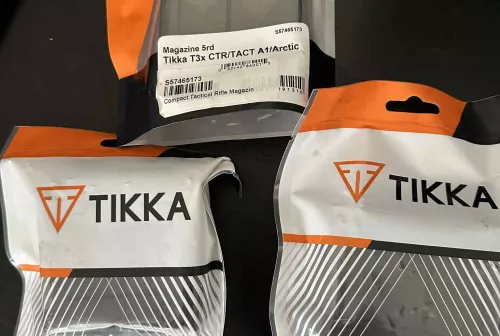 S57465173
Magazine 5rd
Tikka T3x CTR/TACT A1/Arctic
S57465173
Compact Tactical Rifle Magazin
TIKKA
TIKKA